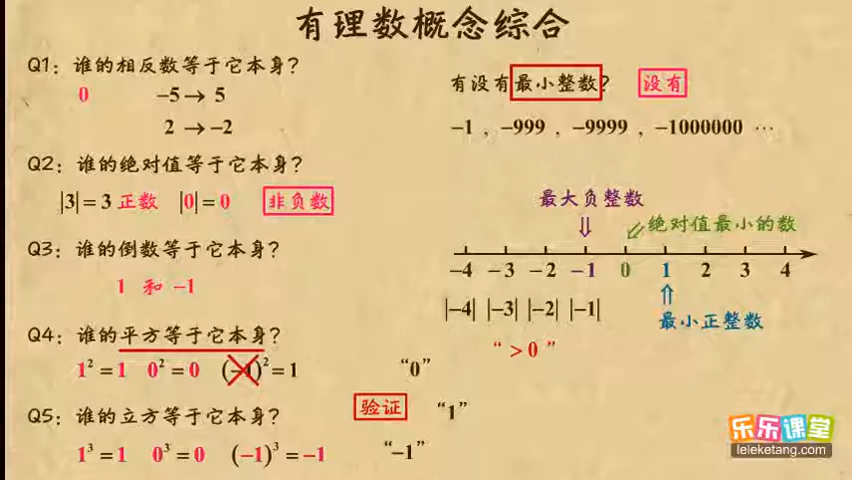 有理数概念综合
Q1：谁的相反数等于它本身？
0 −5→ 5
2 →−2
Q2：谁的绝对值等于它本身？
|3|=3 正数 |0|=0 非负数
Q3：谁的倒数等于它本身？
1 和 −1
Q4：谁的平方等于它本身？
1²=1 0²=0 (−1)²=1
“0”
Q5：谁的立方等于它本身？
验证 “1”
1³=1 0³=0 (−1)³=−1
“−1”
有没有最小整数？ 没有
−1 , −999 , −9999 , −1000000 …
最大负整数
绝对值最小的数
−4 −3 −2 −1 0 1 2 3 4
|−4| |−3| |−2| |−1|
最小正整数
“ >0 ”
乐乐课堂
leleketang.com